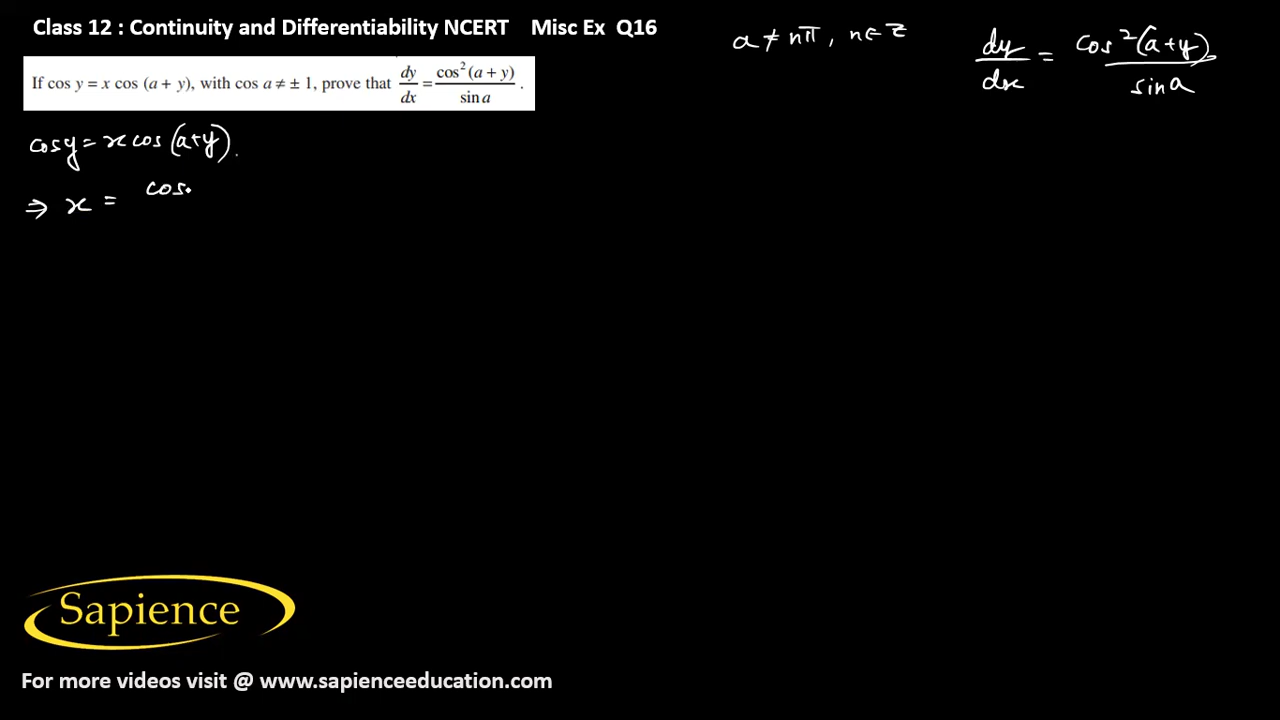 Class 12 : Continuity and Differentiability NCERT Misc Ex Q16
a ≠ nπ, n ∈ Z
dy/dx = cos²(a+y)/sin a
If cos y = x cos (a + y), with cos a ≠ ± 1, prove that dy/dx = cos² (a + y)/sin a .
cos y = x cos (a+y).
⇒ x = cos
Sapience
For more videos visit @ www.sapienceeducation.com